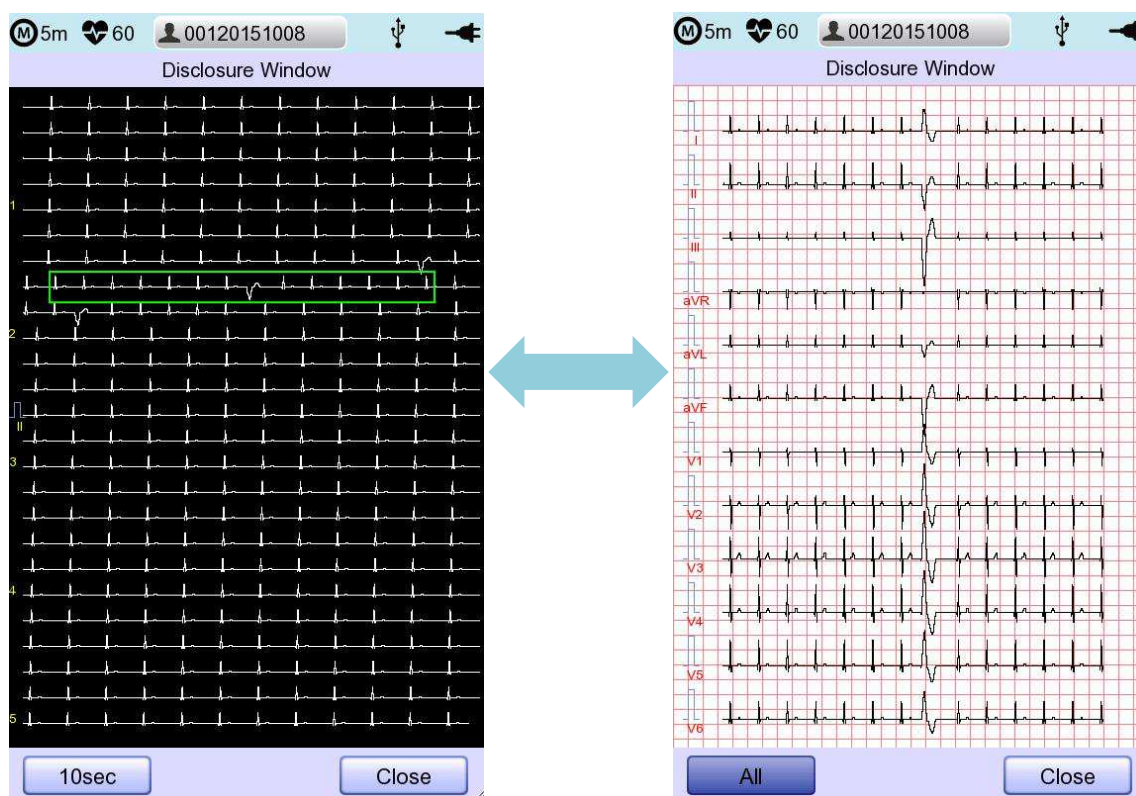 M 5m 60 00120151008
Disclosure Window
1
2
II
3
4
5
10sec Close
M 5m 60 00120151008
Disclosure Window
I
II
III
aVR
aVL
aVF
V1
V2
V3
V4
V5
V6
All Close